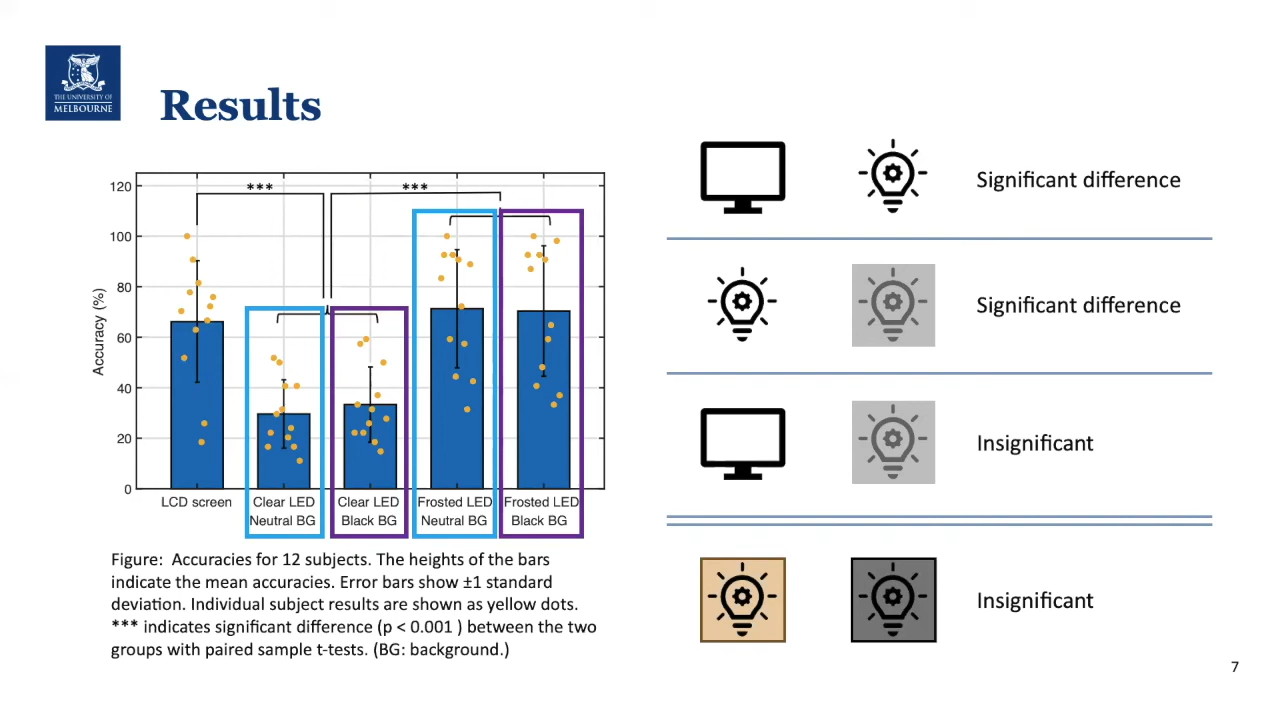 THE UNIVERSITY OF
MELBOURNE
Results
***
***
120
100
80
60
40
20
0
Accuracy (%)
LCD screen
Clear LED
Neutral BG
Clear LED
Black BG
Frosted LED
Neutral BG
Frosted LED
Black BG
Figure: Accuracies for 12 subjects. The heights of the bars
indicate the mean accuracies. Error bars show ±1 standard
deviation. Individual subject results are shown as yellow dots.
*** indicates significant difference (p < 0.001 ) between the two
groups with paired sample t-tests. (BG: background.)
Significant difference
Significant difference
Insignificant
Insignificant
7